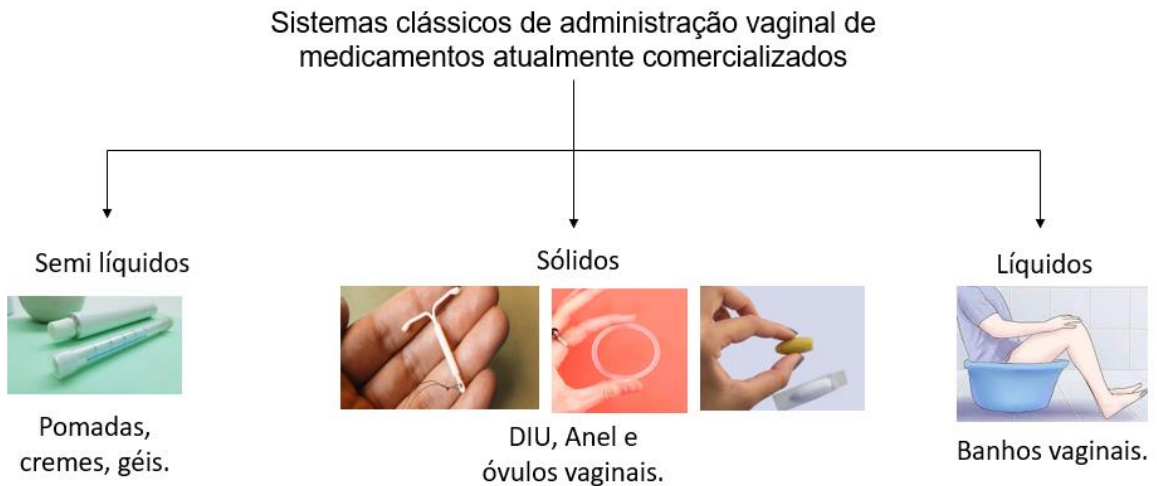 Sistemas clássicos de administração vaginal de
medicamentos atualmente comercializados
Semi líquidos
Sólidos
Líquidos
Pomadas,
cremes, géis.
DIU, Anel e
óvulos vaginais.
Banhos vaginais.